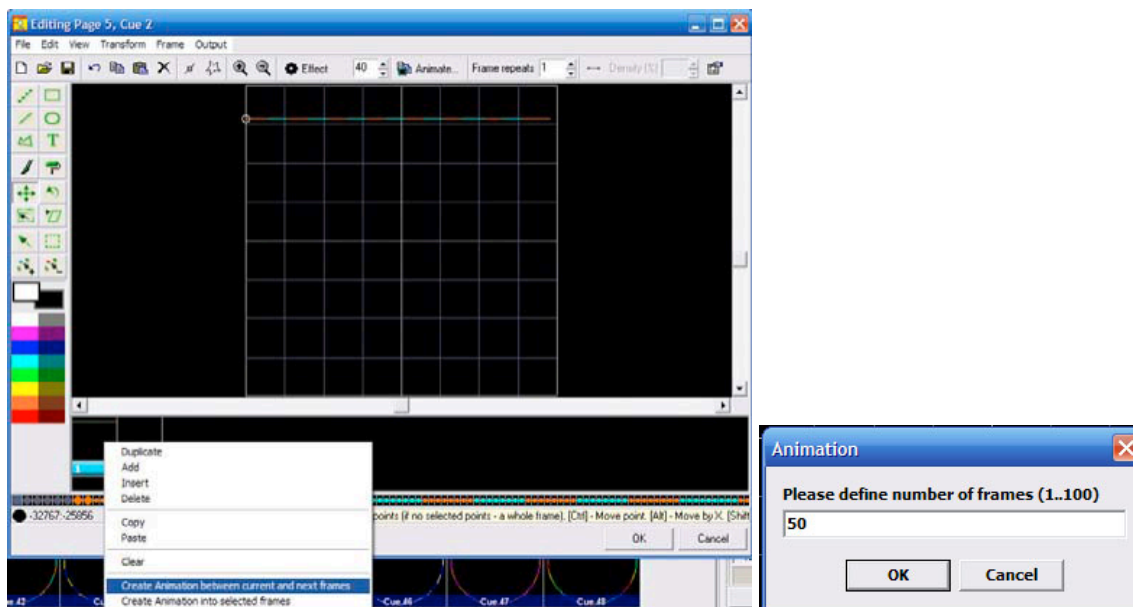 Editing Page 5, Cue 2
File Edit View Transform Frame Output
Effect 40 Animate... Frame repeats 1 Density (%)
T
1
Duplicate
Add
Insert
Delete
Copy
Paste
Clear
Create Animation between current and next frames
Create Animation into selected frames
-32767:-25856
points (if no selected points - a whole frame). [Ctrl] - Move point. [Alt] - Move by X. [Shift
OK Cancel
Cue.46 Cue.47 Cue.48
Animation
Please define number of frames (1..100)
50
OK Cancel